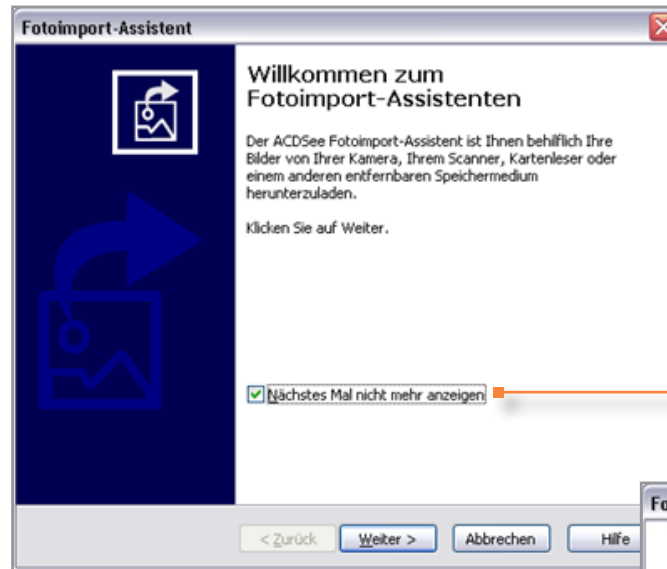 Fotoimport-Assistent
Willkommen zum
Fotoimport-Assistenten
Der ACDSee Fotoimport-Assistent ist Ihnen behilflich Ihre
Bilder von Ihrer Kamera, Ihrem Scanner, Kartenleser oder
einem anderen entfernbaren Speichermedium
herunterzuladen.
Klicken Sie auf Weiter.
Nächstes Mal nicht mehr anzeigen
< Zurück Weiter > Abbrechen Hilfe
Fo